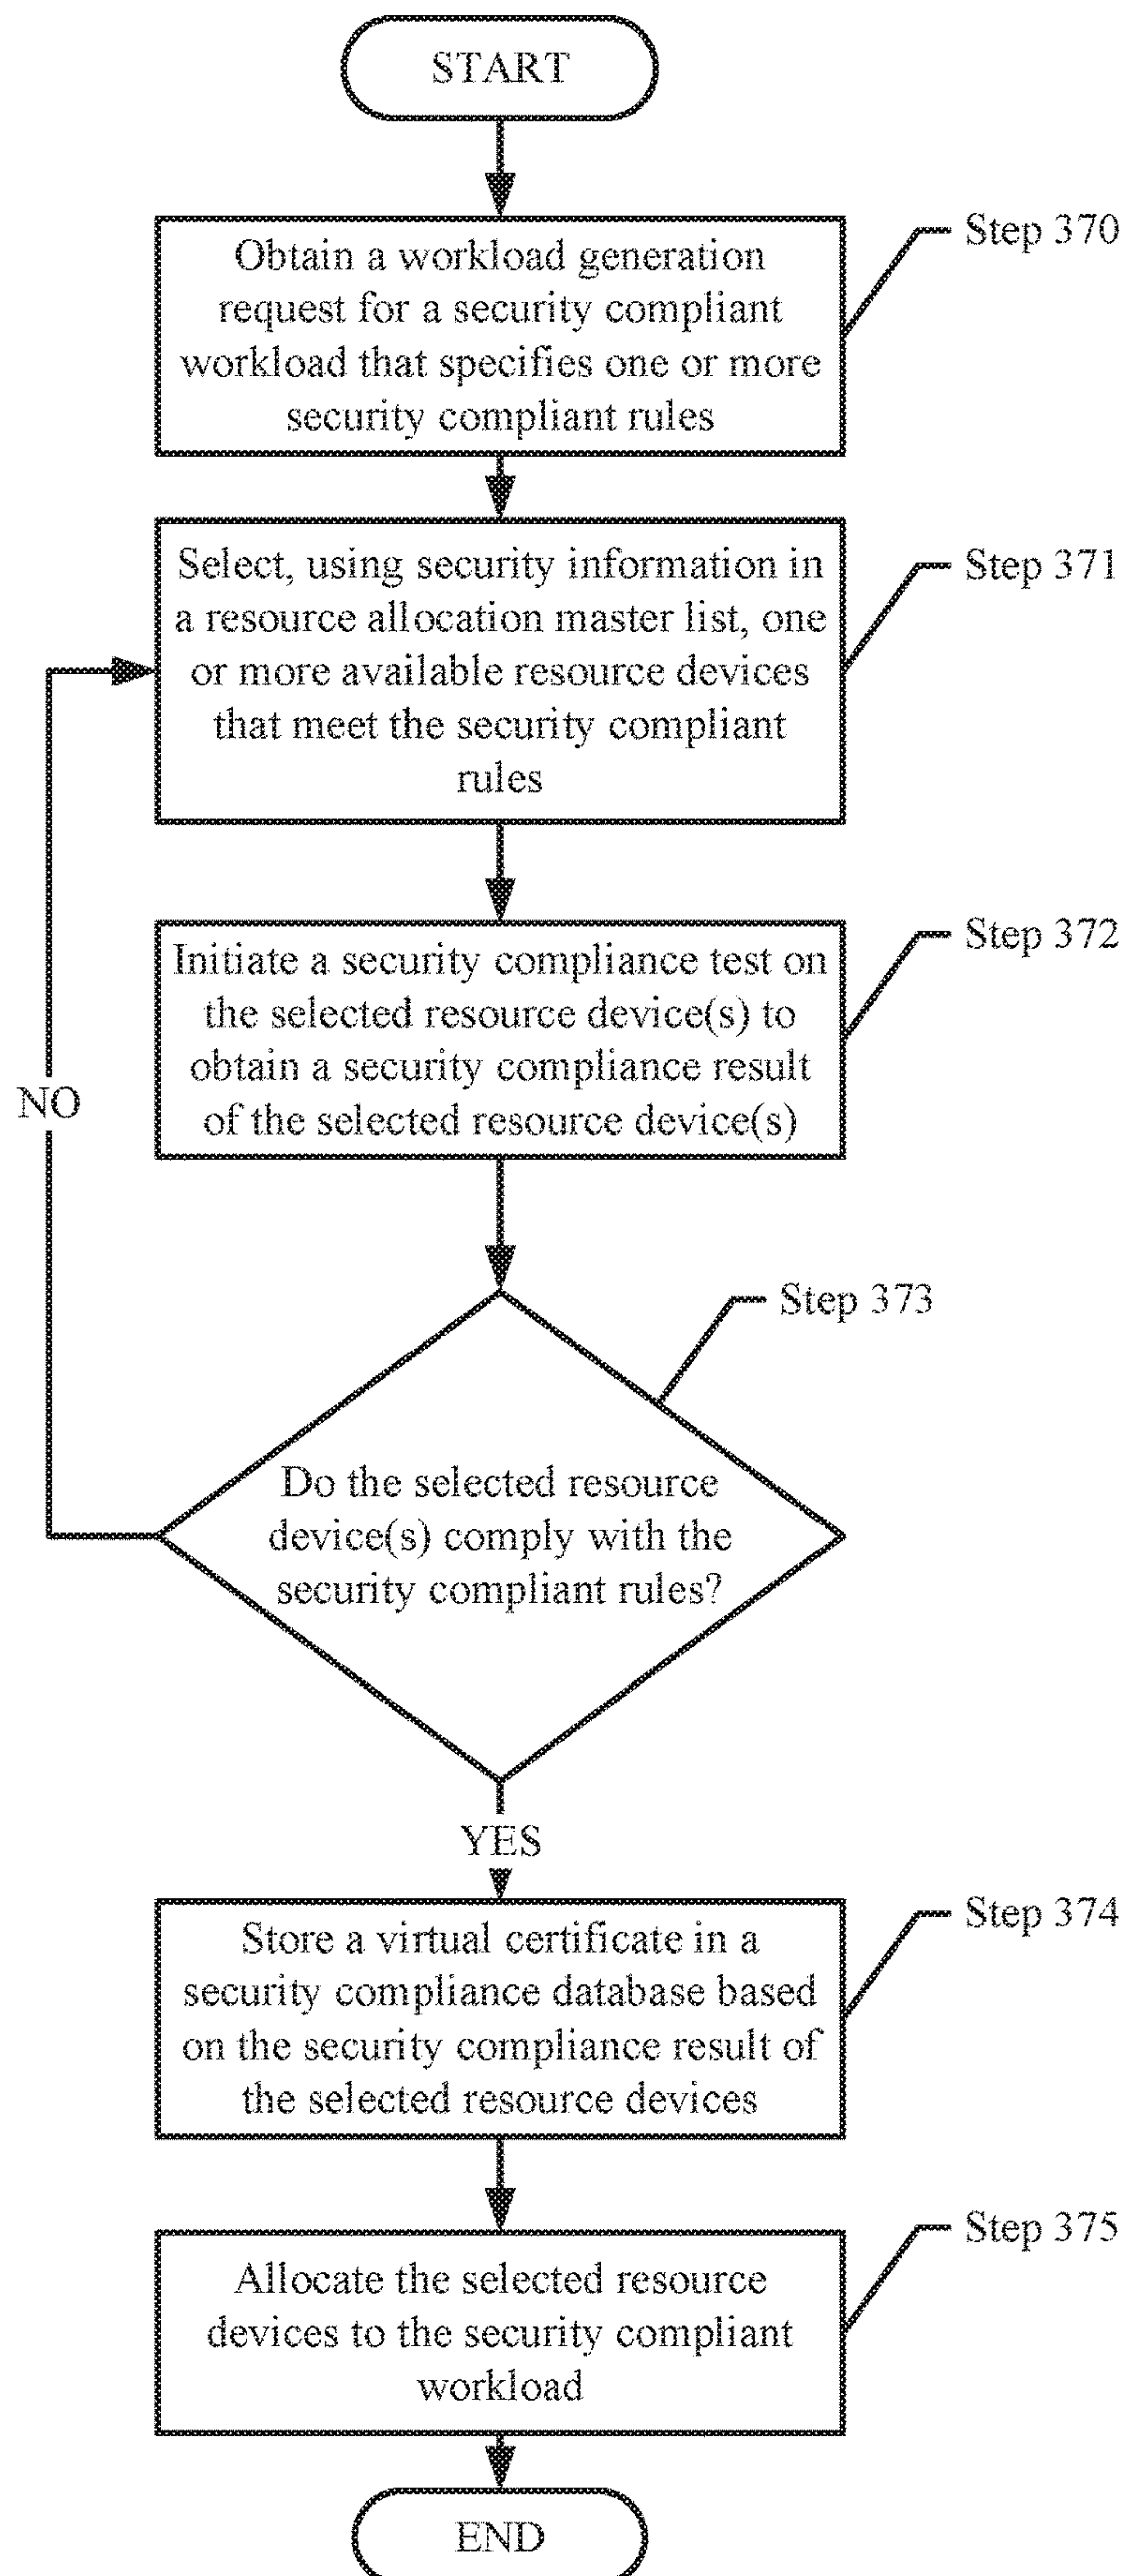 START
Step 370
Obtain a workload generation
request for a security compliant
workload that specifies one or more
security compliant rules
Step 371
Select, using security information in
a resource allocation master list, one
or more available resource devices
that meet the security compliant
rules
Step 372
Initiate a security compliance test on
the selected resource device(s) to
obtain a security compliance result
of the selected resource device(s)
NO
Step 373
Do the selected resource
device(s) comply with the
security compliant rules?
YES
Step 374
Store a virtual certificate in a
security compliance database based
on the security compliance result of
the selected resource devices
Step 375
Allocate the selected resource
devices to the security compliant
workload
END